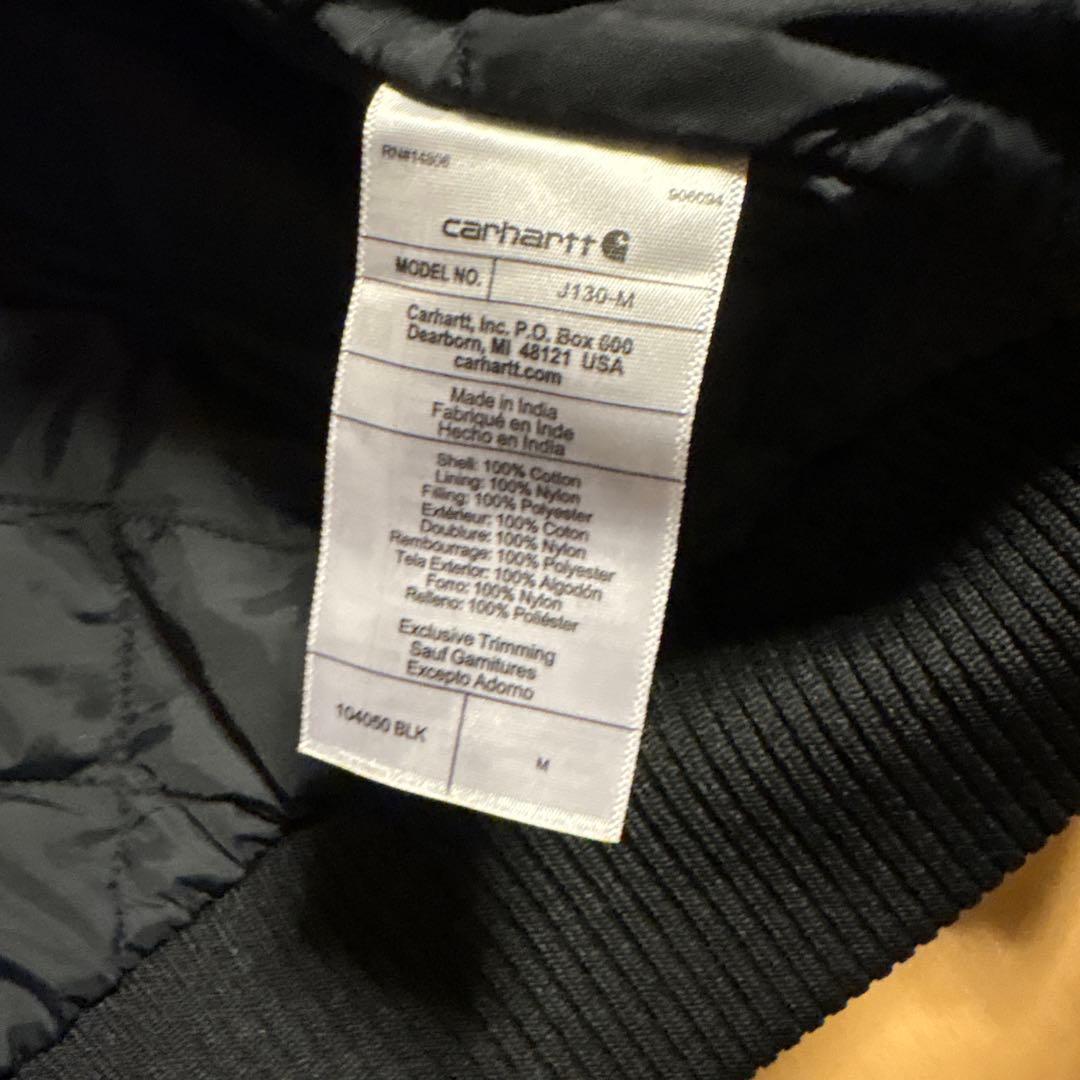 RN#14806
906094
carhartt
MODEL NO. J130-M
Carhartt, Inc. P.O. Box 600
Dearborn, MI 48121 USA
carhartt.com
Made in India
Fabriqué en Inde
Hecho en India
Shell: 100% Cotton
Lining: 100% Nylon
Filling: 100% Polyester
Extérieur: 100% Coton
Doublure: 100% Nylon
Rembourrage: 100% Polyester
Tela Exterior: 100% Algodón
Forro: 100% Nylon
Relleno: 100% Poliéster
Exclusive Trimming
Sauf Garnitures
Excepto Adorno
104050 BLK M